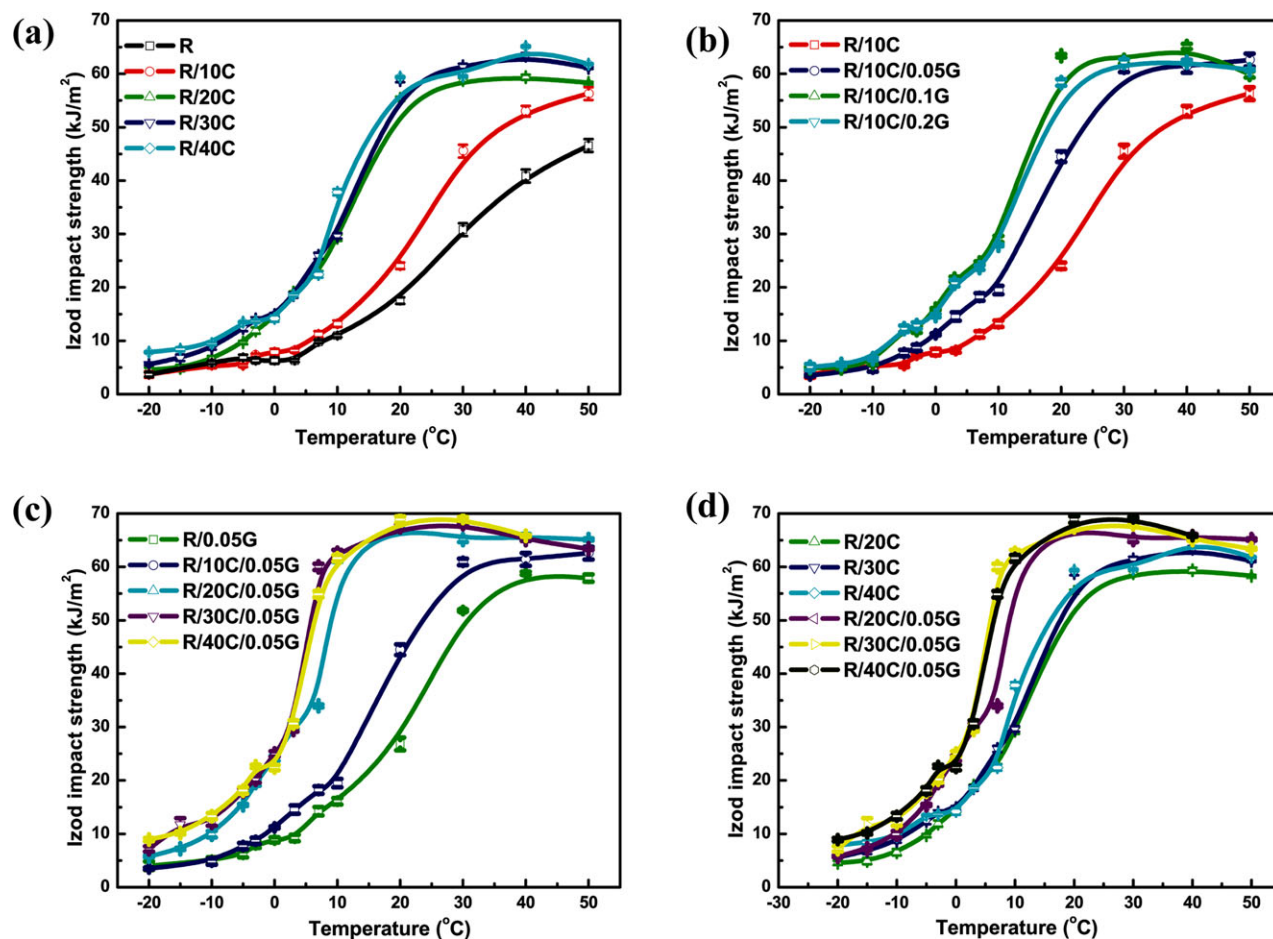 (a)
R
R/10C
R/20C
R/30C
R/40C
Izod impact strength (kJ/m²)
70
60
50
40
30
20
10
0
-20 -10 0 10 20 30 40 50
Temperature (°C)
(b)
R/10C
R/10C/0.05G
R/10C/0.1G
R/10C/0.2G
Izod impact strength (kJ/m²)
70
60
50
40
30
20
10
0
-20 -10 0 10 20 30 40 50
Temperature (°C)
(c)
R/0.05G
R/10C/0.05G
R/20C/0.05G
R/30C/0.05G
R/40C/0.05G
Izod impact strength (kJ/m²)
70
60
50
40
30
20
10
0
-20 -10 0 10 20 30 40 50
Temperature (°C)
(d)
R/20C
R/30C
R/40C
R/20C/0.05G
R/30C/0.05G
R/40C/0.05G
Izod impact strength (kJ/m²)
70
60
50
40
30
20
10
0
-30 -20 -10 0 10 20 30 40 50
Temperature (°C)